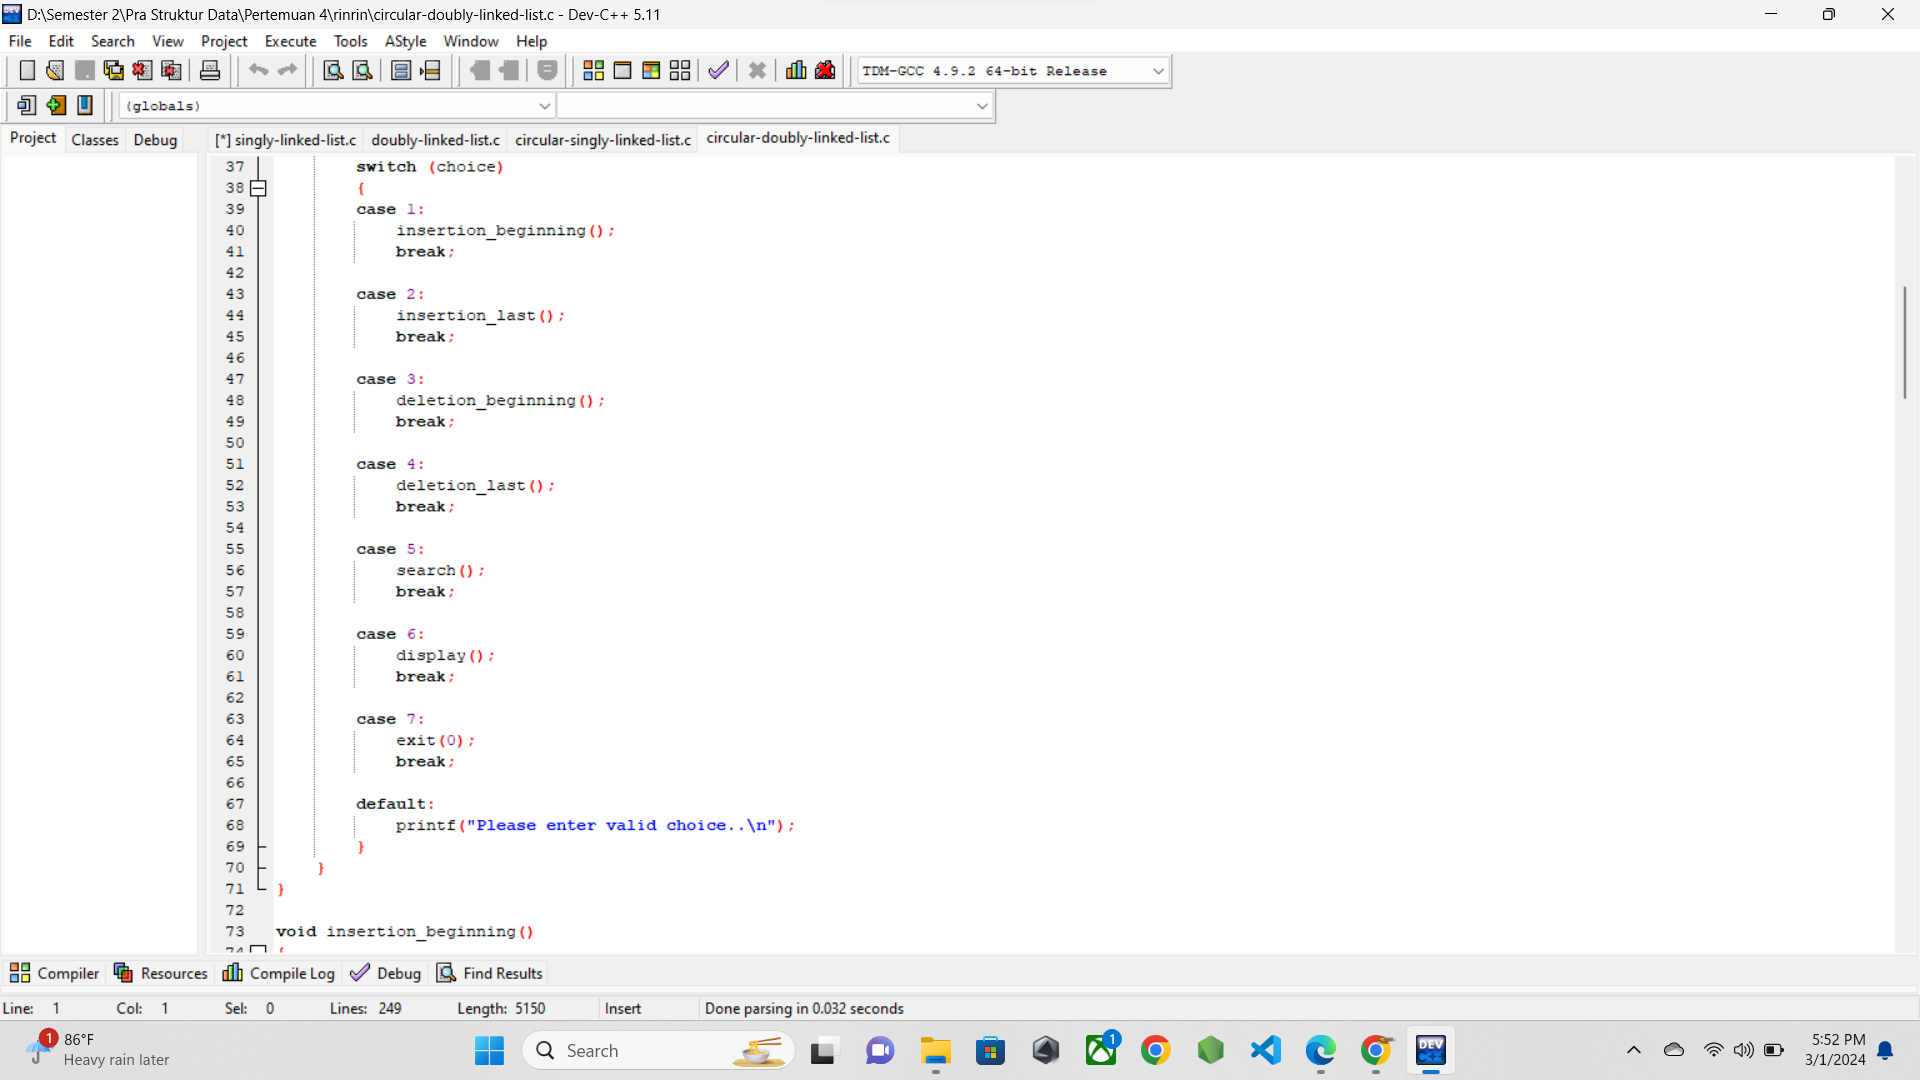 D:\Semester 2\Pra Struktur Data\Pertemuan 4\rinrin\circular-doubly-linked-list.c - Dev-C++ 5.11
File Edit Search View Project Execute Tools AStyle Window Help
TDM-GCC 4.9.2 64-bit Release
(globals)
Project Classes Debug [*] singly-linked-list.c doubly-linked-list.c circular-singly-linked-list.c circular-doubly-linked-list.c
37 switch (choice)
38 {
39 case 1:
40 insertion_beginning();
41 break;
42
43 case 2:
44 insertion_last();
45 break;
46
47 case 3:
48 deletion_beginning();
49 break;
50
51 case 4:
52 deletion_last();
53 break;
54
55 case 5:
56 search();
57 break;
58
59 case 6:
60 display();
61 break;
62
63 case 7:
64 exit(0);
65 break;
66
67 default:
68 printf("Please enter valid choice..\n");
69 }
70 }
71 }
72
73 void insertion_beginning()
74 {
Compiler Resources Compile Log Debug Find Results
Line: 1 Col: 1 Sel: 0 Lines: 249 Length: 5150 Insert Done parsing in 0.032 seconds
1 86°F
Heavy rain later
Search
1
DEV C++
5:52 PM
3/1/2024